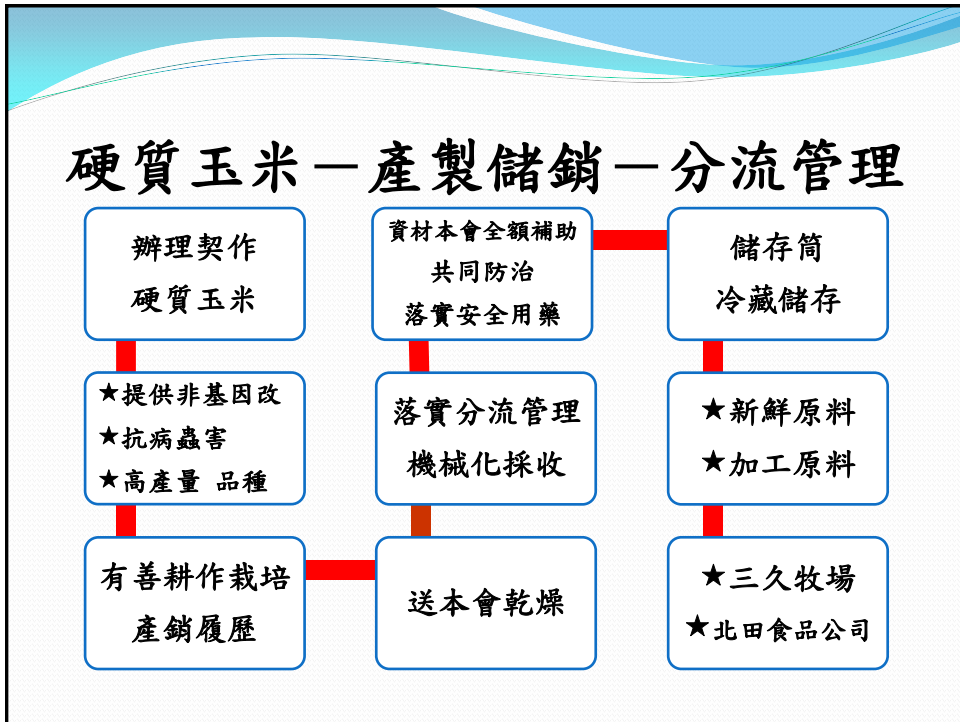 硬質玉米－產製儲銷－分流管理
辦理契作
硬質玉米
★提供非基因改
★抗病蟲害
★高產量 品種
有善耕作栽培
產銷履歷
資材本會全額補助
共同防治
落實安全用藥
落實分流管理
機械化採收
送本會乾燥
儲存筒
冷藏儲存
★新鮮原料
★加工原料
★三久牧場
★北田食品公司